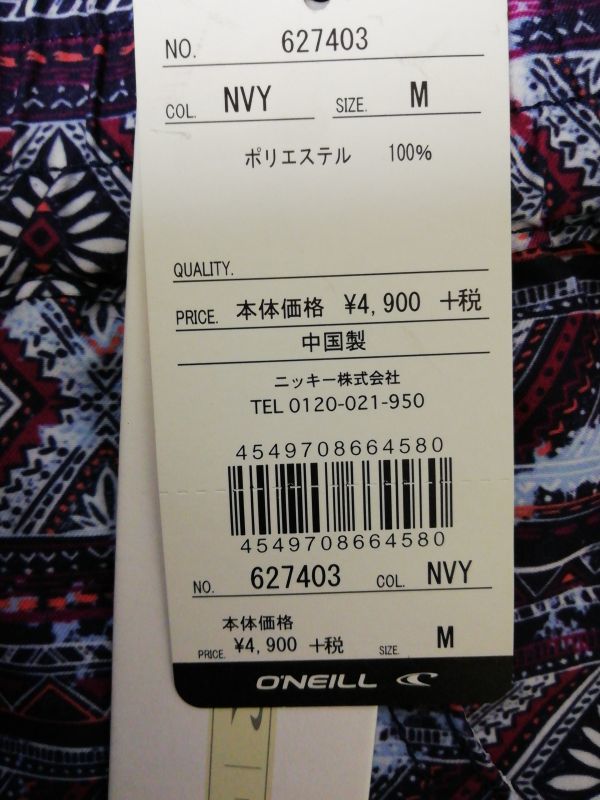 NO. 627403
COL. NVY SIZE. M
ポリエステル 100%
QUALITY.
PRICE. 本体価格 ¥4,900 +税
中国製
ニッキー株式会社
TEL 0120-021-950
4549708664580
4549708664580
NO. 627403 COL. NVY
本体価格
PRICE. ¥4,900 +税 SIZE. M
O'NEILL